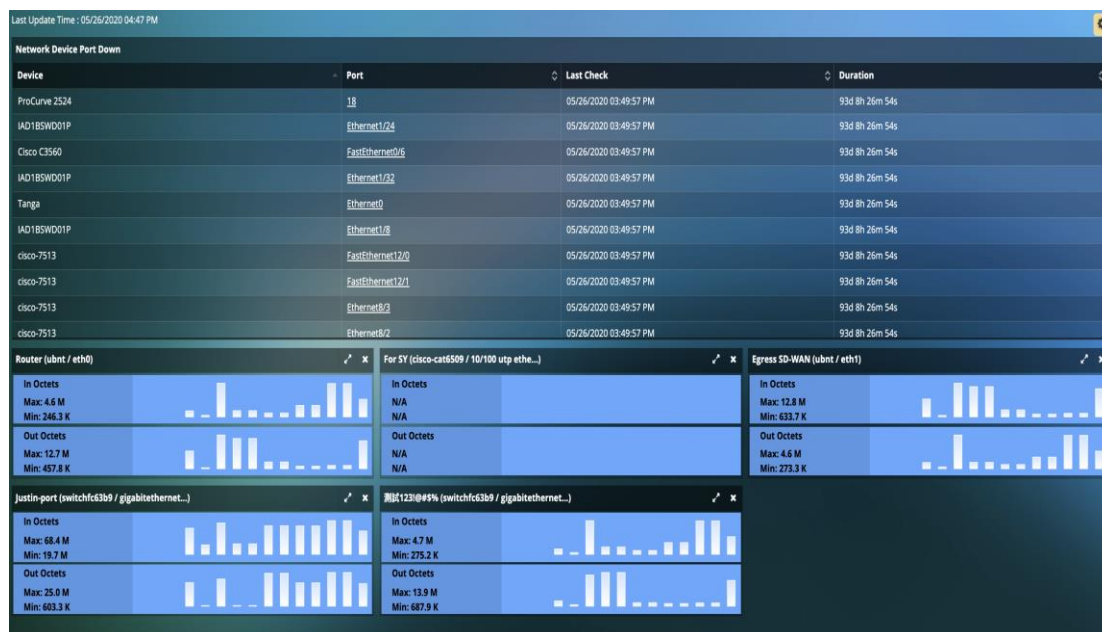 Last Update Time : 05/26/2020 04:47 PM
Network Device Port Down
Device Port Last Check Duration
ProCurve 2524 18 05/26/2020 03:49:57 PM 93d 8h 26m 54s
IAD1BSWD01P Ethernet1/24 05/26/2020 03:49:57 PM 93d 8h 26m 54s
Cisco C3560 FastEthernet0/6 05/26/2020 03:49:57 PM 93d 8h 26m 54s
IAD1BSWD01P Ethernet1/32 05/26/2020 03:49:57 PM 93d 8h 26m 54s
Tanga Ethernet0 05/26/2020 03:49:57 PM 93d 8h 26m 54s
IAD1BSWD01P Ethernet1/8 05/26/2020 03:49:57 PM 93d 8h 26m 54s
cisco-7513 FastEthernet12/0 05/26/2020 03:49:57 PM 93d 8h 26m 54s
cisco-7513 FastEthernet12/1 05/26/2020 03:49:57 PM 93d 8h 26m 54s
cisco-7513 Ethernet8/3 05/26/2020 03:49:57 PM 93d 8h 26m 54s
cisco-7513 Ethernet8/2 05/26/2020 03:49:57 PM 93d 8h 26m 54s
Router (ubnt / eth0)
In Octets
Max: 4.6 M
Min: 246.3 K
Out Octets
Max: 12.7 M
Min: 457.8 K
For SY (cisco-cat6509 / 10/100 utp ethe...)
In Octets
N/A
N/A
Out Octets
N/A
N/A
Egress SD-WAN (ubnt / eth1)
In Octets
Max: 12.8 M
Min: 633.7 K
Out Octets
Max: 4.6 M
Min: 273.3 K
Justin-port (switchfc63b9 / gigabitethernet...)
In Octets
Max: 68.4 M
Min: 19.7 M
Out Octets
Max: 25.0 M
Min: 603.3 K
測試123!@#$% (switchfc63b9 / gigabitethernet...)
In Octets
Max: 4.7 M
Min: 275.2 K
Out Octets
Max: 13.9 M
Min: 687.9 K